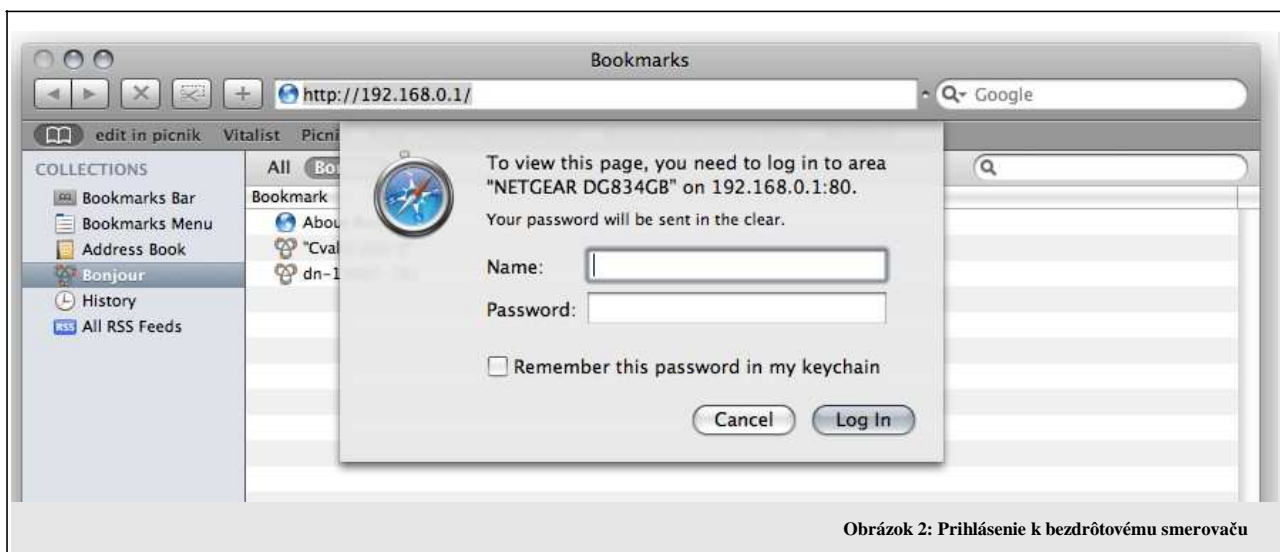 Bookmarks
http://192.168.0.1/
Google
edit in picnik Vitalist
COLLECTIONS
All
Bookmarks Bar
Bookmark
Bookmarks Menu
Address Book
Bonjour
dn-1
History
RSS All RSS Feeds
To view this page, you need to log in to area
"NETGEAR DG834GB" on 192.168.0.1:80.
Your password will be sent in the clear.
Name:
Password:
Remember this password in my keychain
Cancel Log In
Obrázok 2: Prihlásenie k bezdrôtovému smerovaču